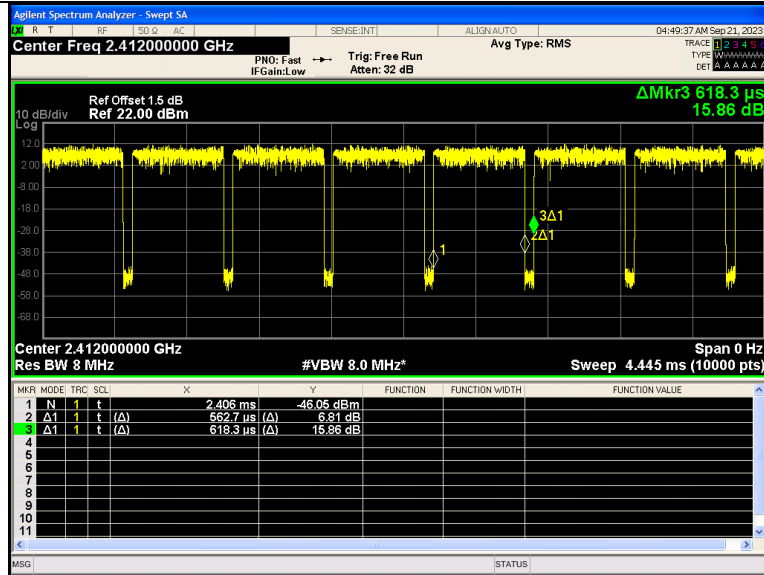 Agilent Spectrum Analyzer - Swept SA
R T RF 50 Ω AC SENSE:INT ALIGN AUTO 04:49:37 AM Sep 21, 2023
Center Freq 2.412000000 GHz Avg Type: RMS TRACE 1 2 3 4 5
PNO: Fast Trig: Free Run TYPE
IFGain:Low Atten: 32 dB DET A A A A A
ΔMkr3 618.3 µs
15.86 dB
Ref Offset 1.5 dB
10 dB/div Ref 22.00 dBm
Log
12.0
2.00
-8.00
-18.0
3Δ1
-28.0
2Δ1
-38.0
1
-48.0
-58.0
-68.0
Center 2.412000000 GHz Span 0 Hz
Res BW 8 MHz #VBW 8.0 MHz* Sweep 4.445 ms (10000 pts)
MKR MODE TRC SCL X Y FUNCTION FUNCTION WIDTH FUNCTION VALUE
1 N 1 t 2.406 ms -46.05 dBm
2 Δ1 1 t (Δ) 562.7 µs (Δ) 6.81 dB
3 Δ1 1 t (Δ) 618.3 µs (Δ) 15.86 dB
4
5
6
7
8
9
10
11
MSG STATUS